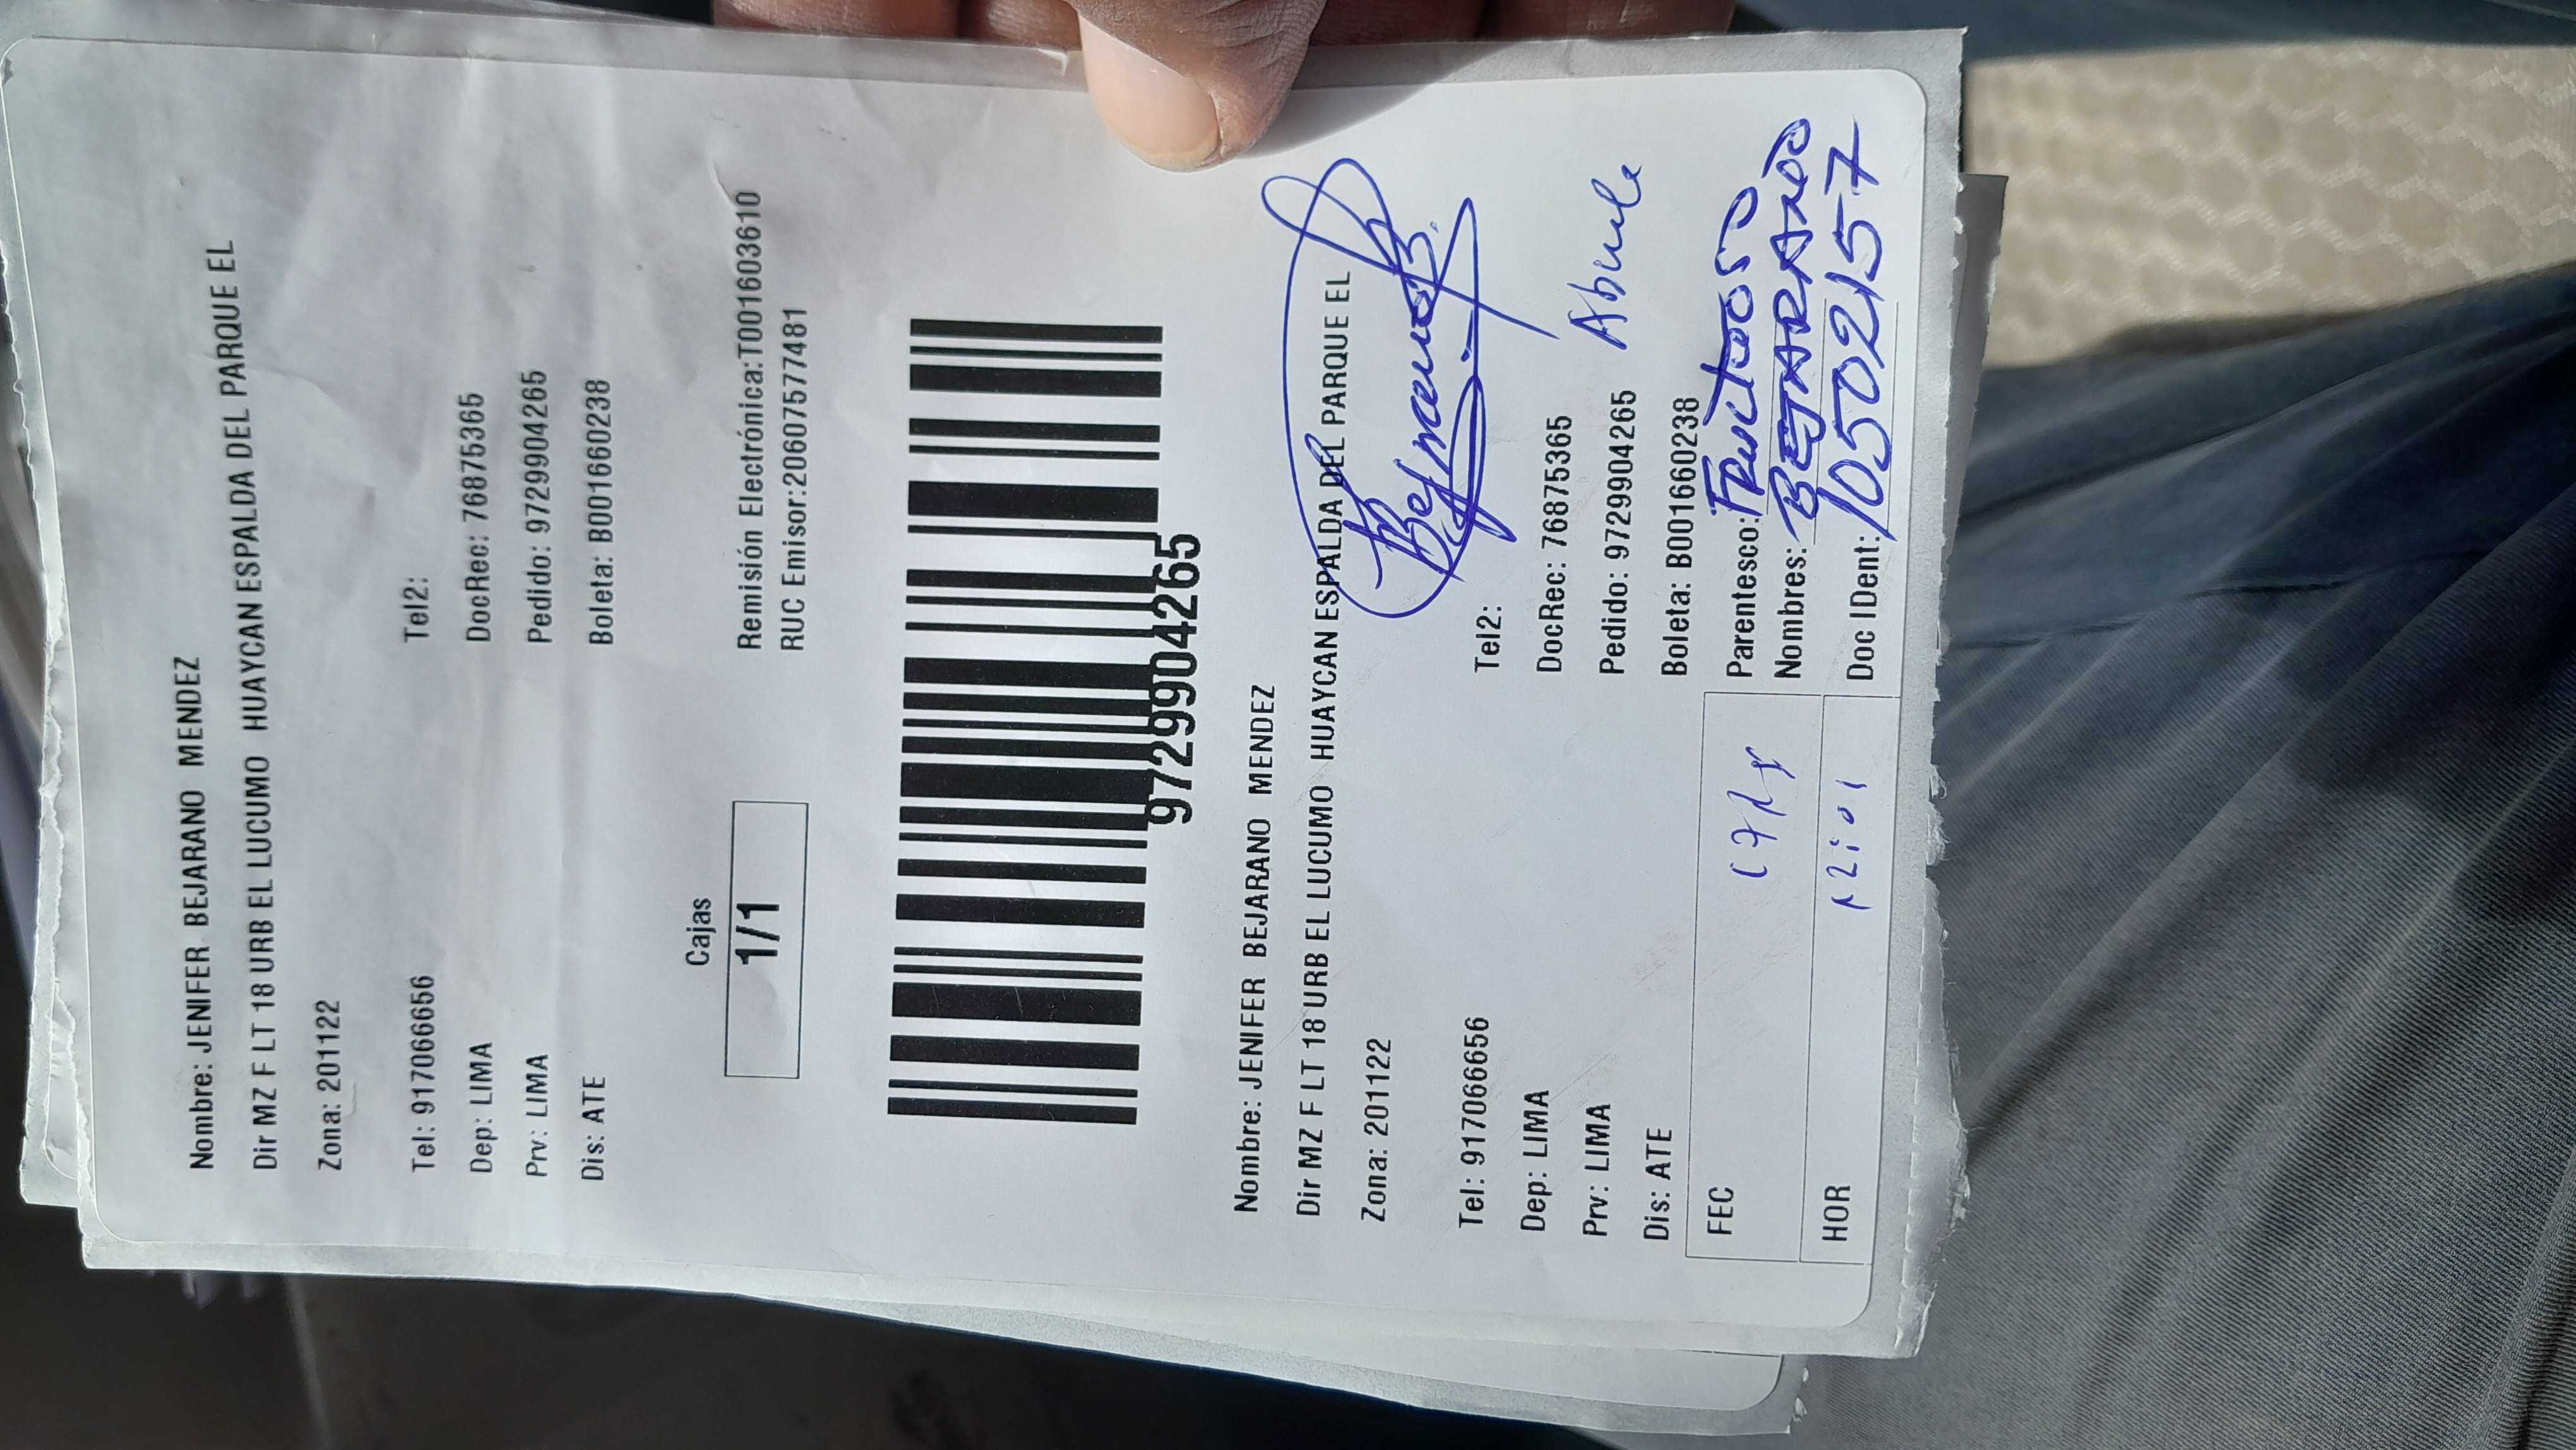 Nombre: JENIFER BEJARANO MENDEZ
Dir MZ F LT 18 URB EL LUCUMO HUAYCAN ESPALDA DEL PARQUE EL
Zona: 201122
Tel: 917066656 Tel2:
Dep: LIMA DocRec: 76875365
Prv: LIMA Pedido: 9729904265
Dis: ATE Boleta: B001660238
Cajas
1/1
Remisión Electrónica:T001603610
RUC Emisor:20607577481
9729904265
Nombre: JENIFER BEJARANO MENDEZ
Dir MZ F LT 18 URB EL LUCUMO HUAYCAN ESPALDA DEL PARQUE EL
Zona: 201122
Tel: 917066656 Tel2:
Dep: LIMA DocRec: 76875365
Prv: LIMA Pedido: 9729904265
Dis: ATE Boleta: B001660238
FEC Parentesco: FRUCTUOSO
Nombres: BEJARANO
HOR Doc IDent: 10502157